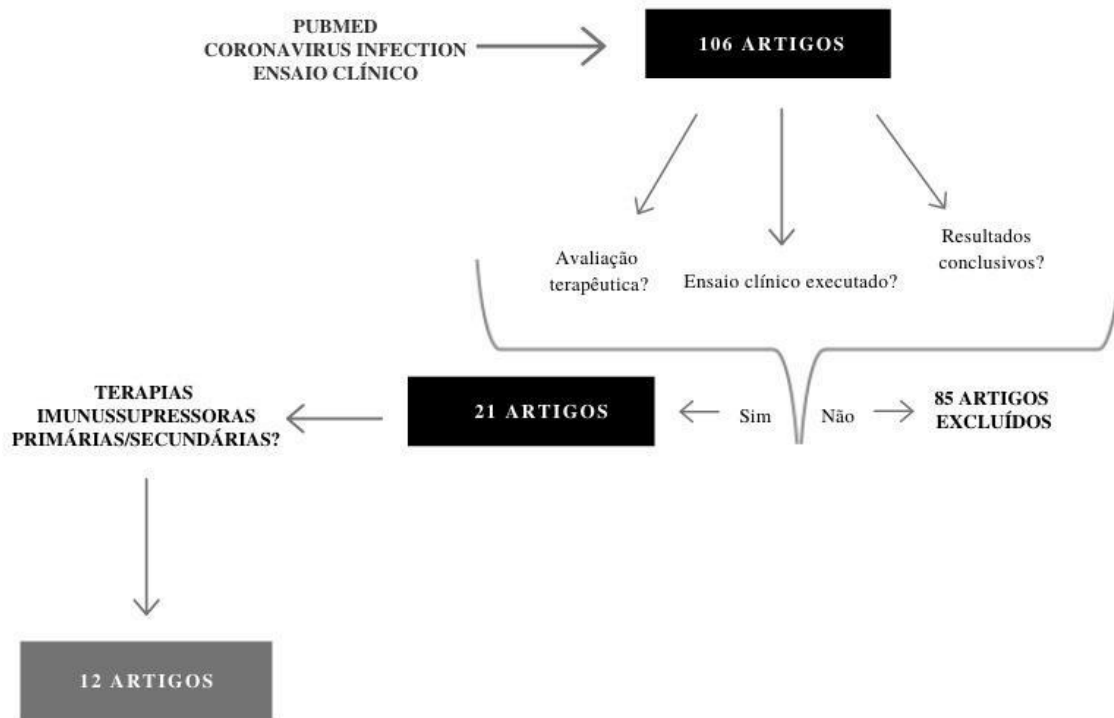 PUBMED
CORONAVIRUS INFECTION
ENSAIO CLÍNICO
106 ARTIGOS
Avaliação
terapêutica?
Ensaio clínico executado?
Resultados
conclusivos?
TERAPIAS
IMUNUSSUPRESSORAS
PRIMÁRIAS/SECUNDÁRIAS?
21 ARTIGOS
Sim
Não
85 ARTIGOS
EXCLUÍDOS
12 ARTIGOS